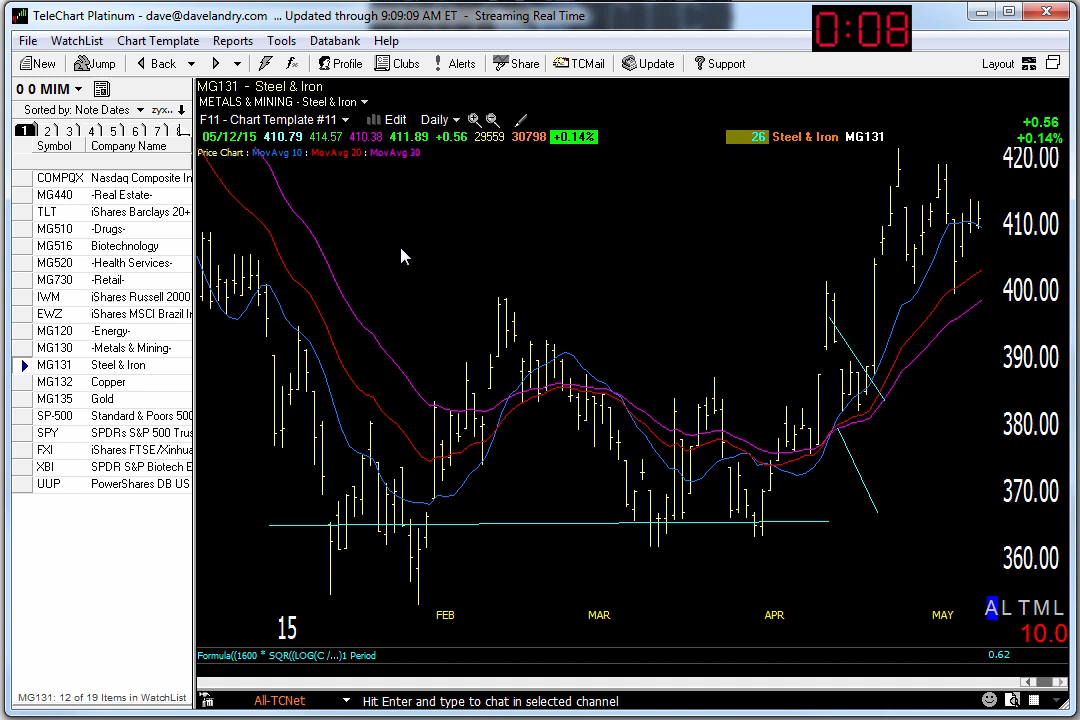 TeleChart Platinum - dave@davelandry.com ... Updated through 9:09:09 AM ET - Streaming Real Time
0:08
File WatchList Chart Template Reports Tools Databank Help
New Jump Back Profile Clubs Alerts Share TCMail Update Support Layout
0 0 MIM
Sorted by: Note Dates zyx..
1 2 3 4 5 6 7
Symbol Company Name
COMPQX Nasdaq Composite In
MG440 -Real Estate-
TLT iShares Barclays 20+
MG510 -Drugs-
MG516 Biotechnology
MG520 -Health Services-
MG730 -Retail-
IWM iShares Russell 2000
EWZ iShares MSCI Brazil In
MG120 -Energy-
MG130 -Metals & Mining-
MG131 Steel & Iron
MG132 Copper
MG135 Gold
SP-500 Standard & Poors 500
SPY SPDRs S&P 500 Trus
FXI iShares FTSE/Xinhua
XBI SPDR S&P Biotech E
UUP PowerShares DB US
MG131: 12 of 19 Items in WatchList
MG131 - Steel & Iron
METALS & MINING - Steel & Iron
F11 - Chart Template #11 Edit Daily
05/12/15 410.79 414.57 410.38 411.89 +0.56 29559 30798 +0.14% 26 Steel & Iron MG131
+0.56
+0.14%
Price Chart : MovAvg 10 : MovAvg 20 : MovAvg 30
420.00
410.00
400.00
390.00
380.00
370.00
360.00
15 FEB MAR APR MAY
A L T M L
10.0
Formula((1600 * SQR((LOG(C /...)1 Period 0.62
All-TCNet Hit Enter and type to chat in selected channel